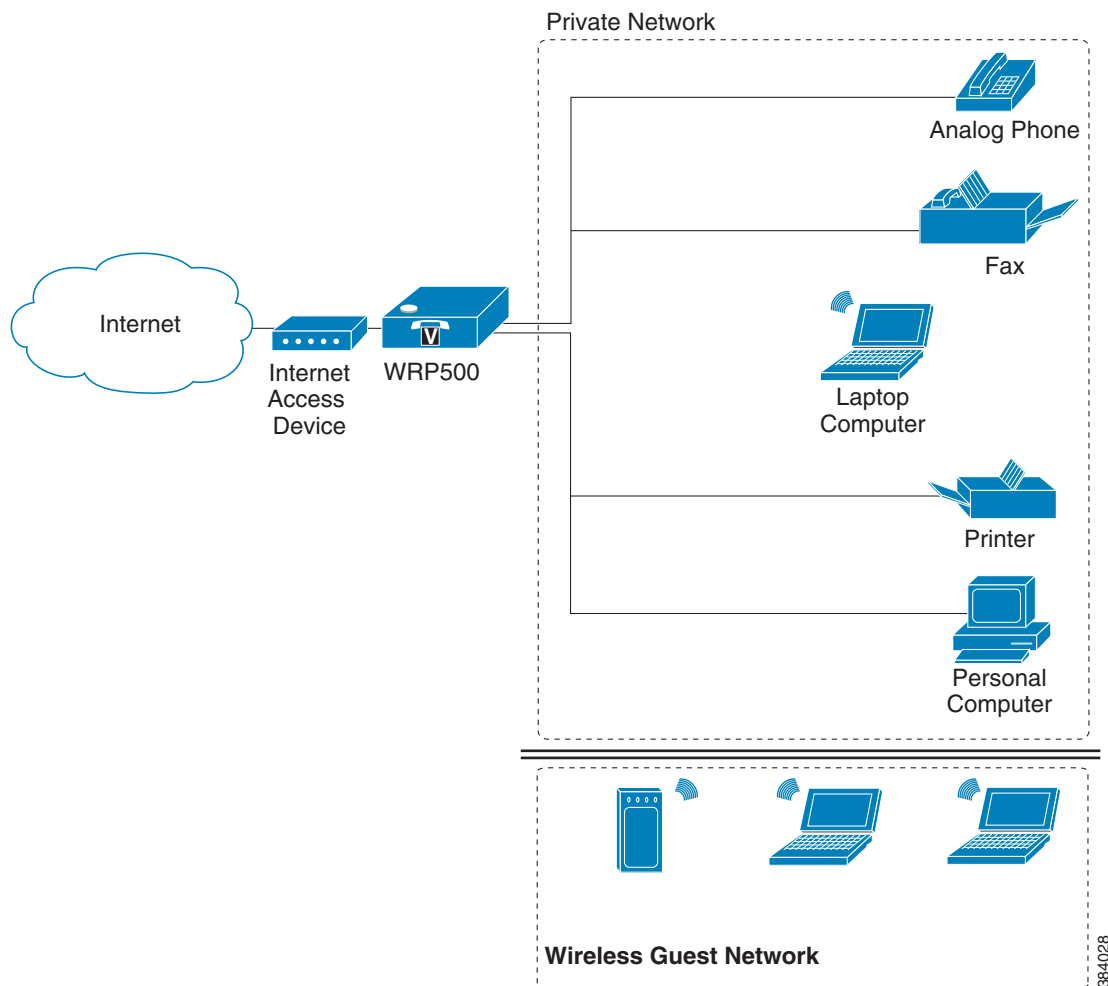 Private Network
Analog Phone
Fax
Internet
Internet
Access
Device
WRP500
V
Laptop
Computer
Printer
Personal
Computer
Wireless Guest Network
384028